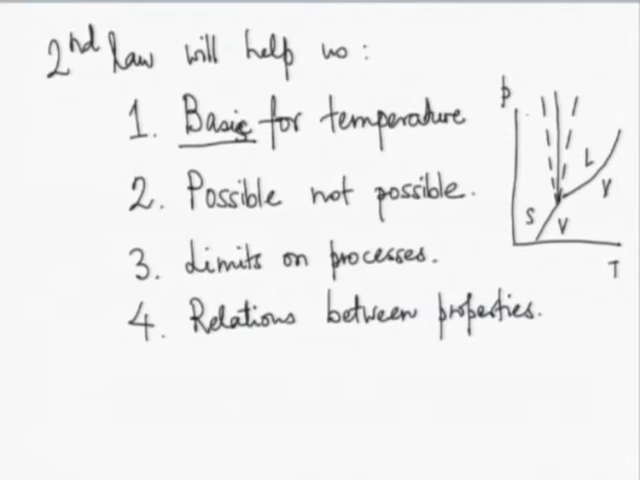 2nd law will help us:
1. Basis for temperature
2. Possible not possible.
3. Limits on processes.
4. Relations between properties.
p
L
S
V
V
T